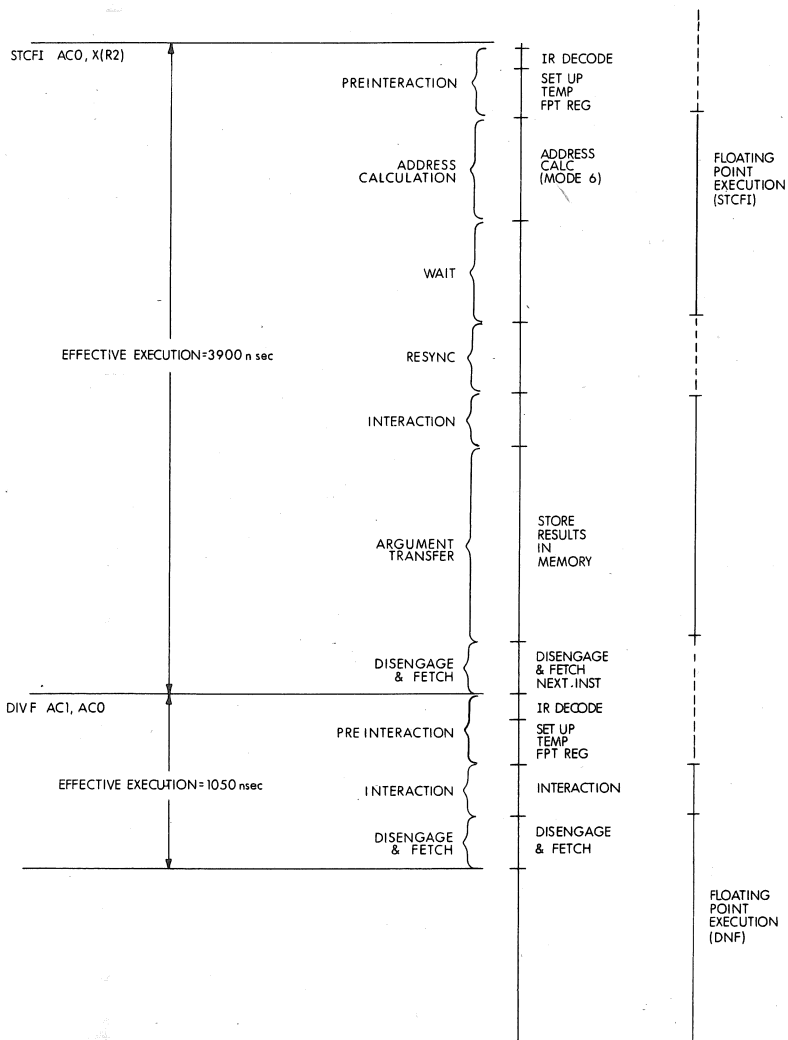 STCFI AC0, X(R2)
PREINTERACTION
IR DECODE
SET UP
TEMP
FPT REG
ADDRESS
CALCULATION
ADDRESS
CALC
(MODE 6)
FLOATING
POINT
EXECUTION
(STCFI)
WAIT
EFFECTIVE EXECUTION=3900 n sec
RESYNC
INTERACTION
ARGUMENT
TRANSFER
STORE
RESULTS
IN
MEMORY
DISENGAGE
& FETCH
DISENGAGE
& FETCH
NEXT.INST
DIVF AC1, AC0
PRE INTERACTION
IR DECODE
SET UP
TEMP
FPT REG
EFFECTIVE EXECUTION=1050 nsec
INTERACTION
INTERACTION
DISENGAGE
& FETCH
DISENGAGE
& FETCH
FLOATING
POINT
EXECUTION
(DNF)